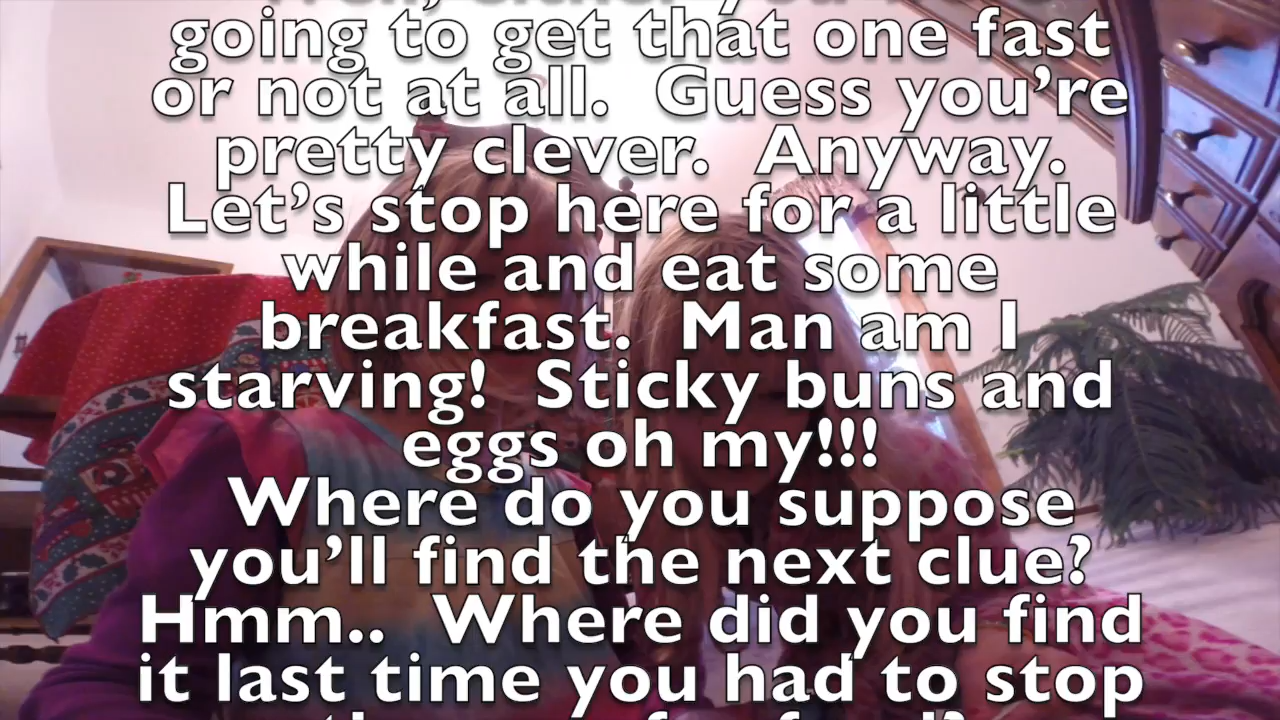 going to get that one fast
or not at all.  Guess you’re
pretty clever.  Anyway.
Let’s stop here for a little
while and eat some
breakfast.  Man am I
starving!  Sticky buns and
eggs oh my!!!
Where do you suppose
you’ll find the next clue?
Hmm..  Where did you find
it last time you had to stop